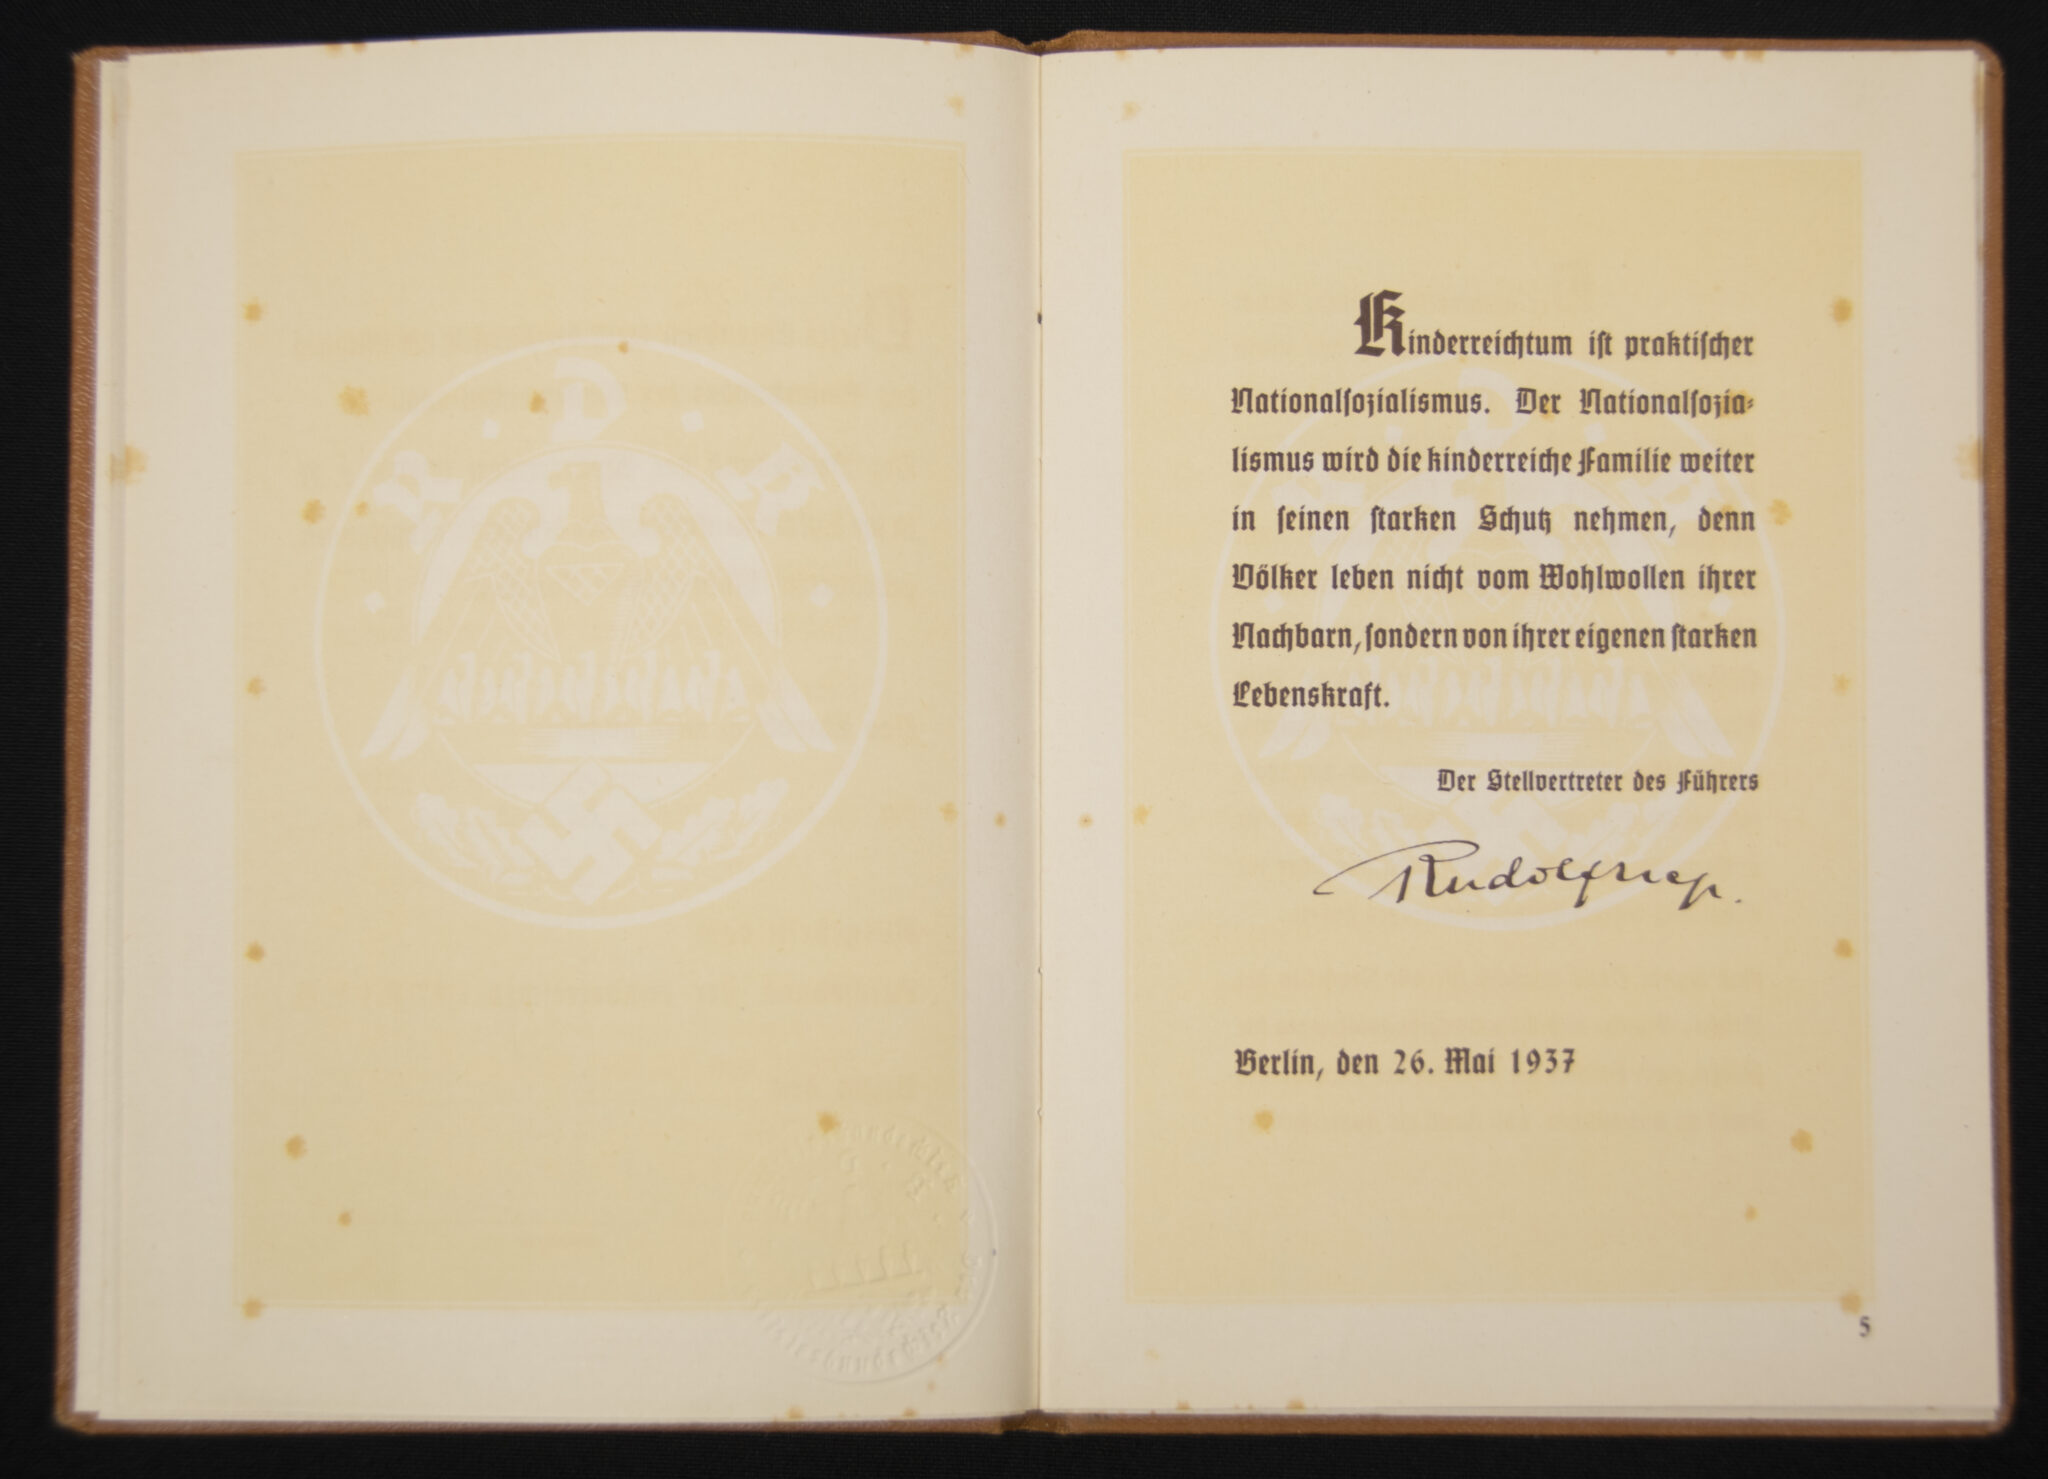 R D K
Kinderreichtum ist praktischer
Nationalsozialismus. Der Nationalsozia-
lismus wird die kinderreiche Familie weiter
in seinen starken Schutz nehmen, denn
Völker leben nicht vom Wohlwollen ihrer
Nachbarn, sondern von ihrer eigenen starken
Lebenskraft.
Der Stellvertreter des Führers
Rudolf Heß.
Berlin, den 26. Mai 1937
5